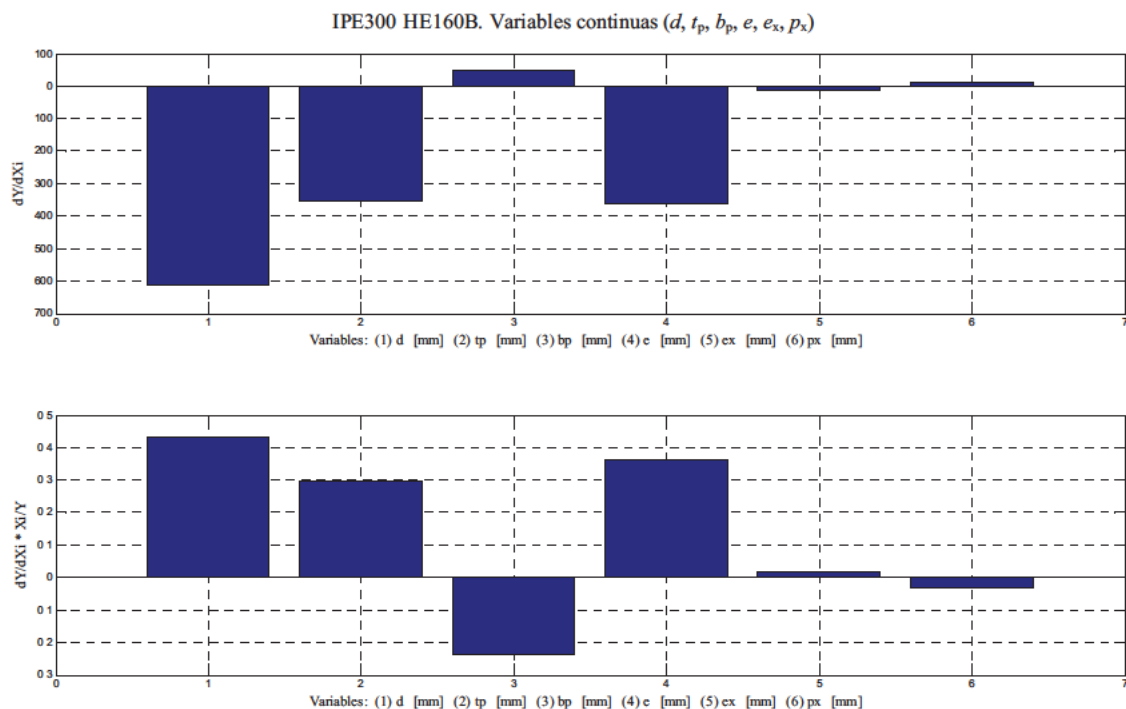 IPE300 HE160B. Variables continuas (d, tp, bp, e, ex, px)
100
0
100
200
300
400
500
600
700
dY/dXi
0 1 2 3 4 5 6 7
Variables: (1) d [mm] (2) tp [mm] (3) bp [mm] (4) e [mm] (5) ex [mm] (6) px [mm]
0 5
0 4
0 3
0 2
0 1
0
0 1
0 2
0 3
dY/dXi * Xi/Y
0 1 2 3 4 5 6 7
Variables: (1) d [mm] (2) tp [mm] (3) bp [mm] (4) e [mm] (5) ex [mm] (6) px [mm]